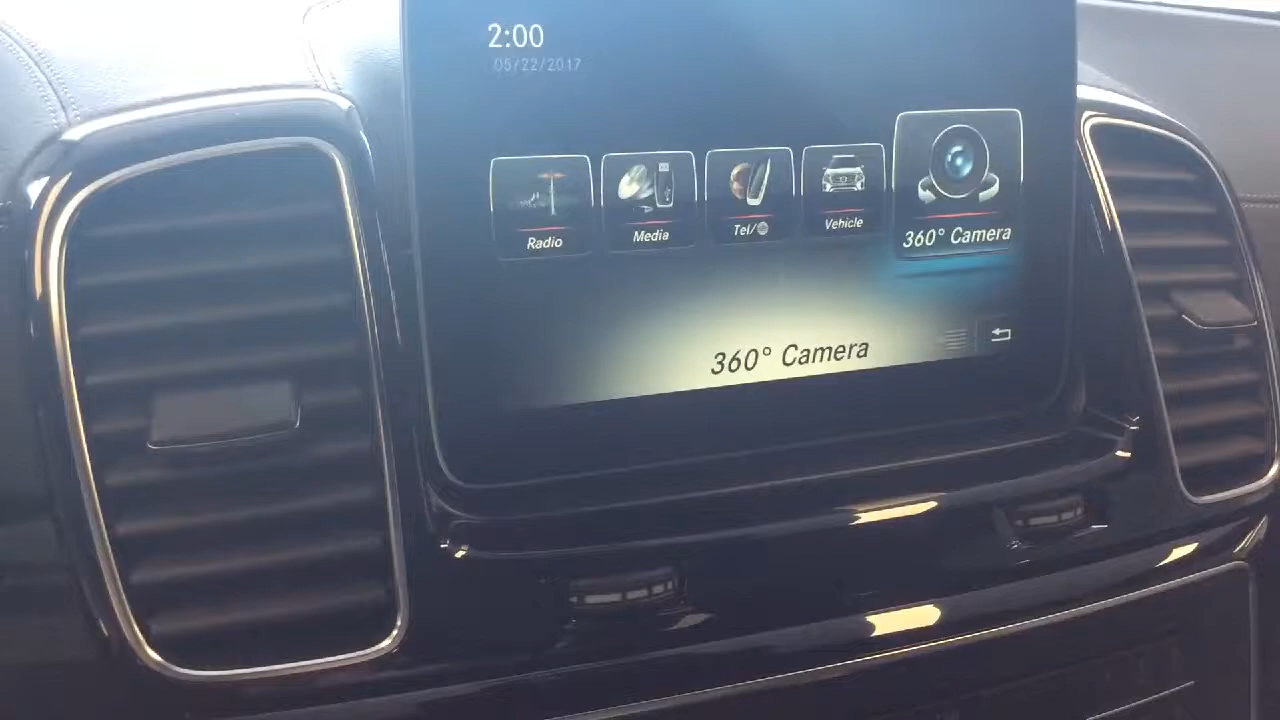 2:00
05/22/2017
Radio
Media
Tel/
Vehicle
360° Camera
360° Camera